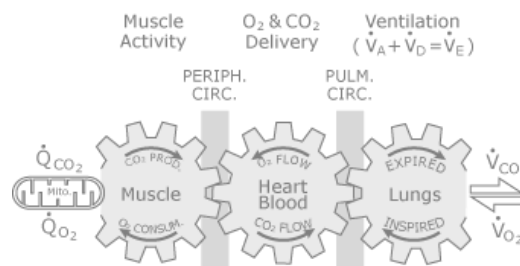 Muscle Activity
O₂ & CO₂ Delivery
Ventilation
( V̇A + V̇D = V̇E )
PERIPH. CIRC.
PULM. CIRC.
Q̇CO₂
Mito.
Q̇O₂
CO₂ PROD.
Muscle
O₂ CONSUM.
O₂ FLOW
Heart
Blood
CO₂ FLOW
EXPIRED
Lungs
INSPIRED
V̇CO
V̇O₂